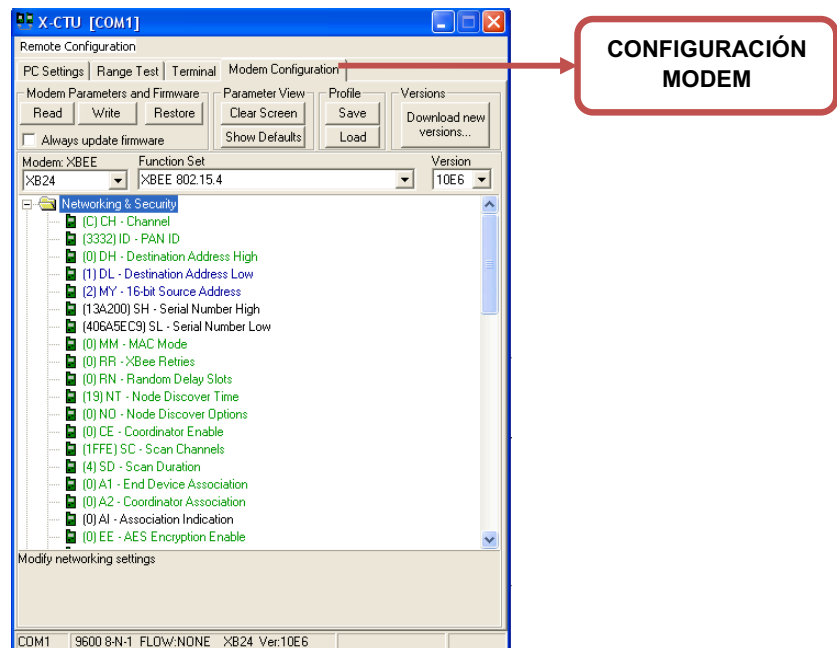 X-CTU [COM1]
Remote Configuration
PC Settings Range Test Terminal Modem Configuration
CONFIGURACIÓN
MODEM
Modem Parameters and Firmware Parameter View Profile Versions
Read Write Restore Clear Screen Save Download new
versions...
Always update firmware Show Defaults Load
Modem: XBEE Function Set Version
XB24 XBEE 802.15.4 10E6
Networking & Security
(C) CH - Channel
(3332) ID - PAN ID
(0) DH - Destination Address High
(1) DL - Destination Address Low
(2) MY - 16-bit Source Address
(13A200) SH - Serial Number High
(406A5EC9) SL - Serial Number Low
(0) MM - MAC Mode
(0) RR - XBee Retries
(0) RN - Random Delay Slots
(19) NT - Node Discover Time
(0) NO - Node Discover Options
(0) CE - Coordinator Enable
(1FFE) SC - Scan Channels
(4) SD - Scan Duration
(0) A1 - End Device Association
(0) A2 - Coordinator Association
(0) AI - Association Indication
(0) EE - AES Encryption Enable
Modify networking settings
COM1 9600 8-N-1 FLOW:NONE XB24 Ver:10E6